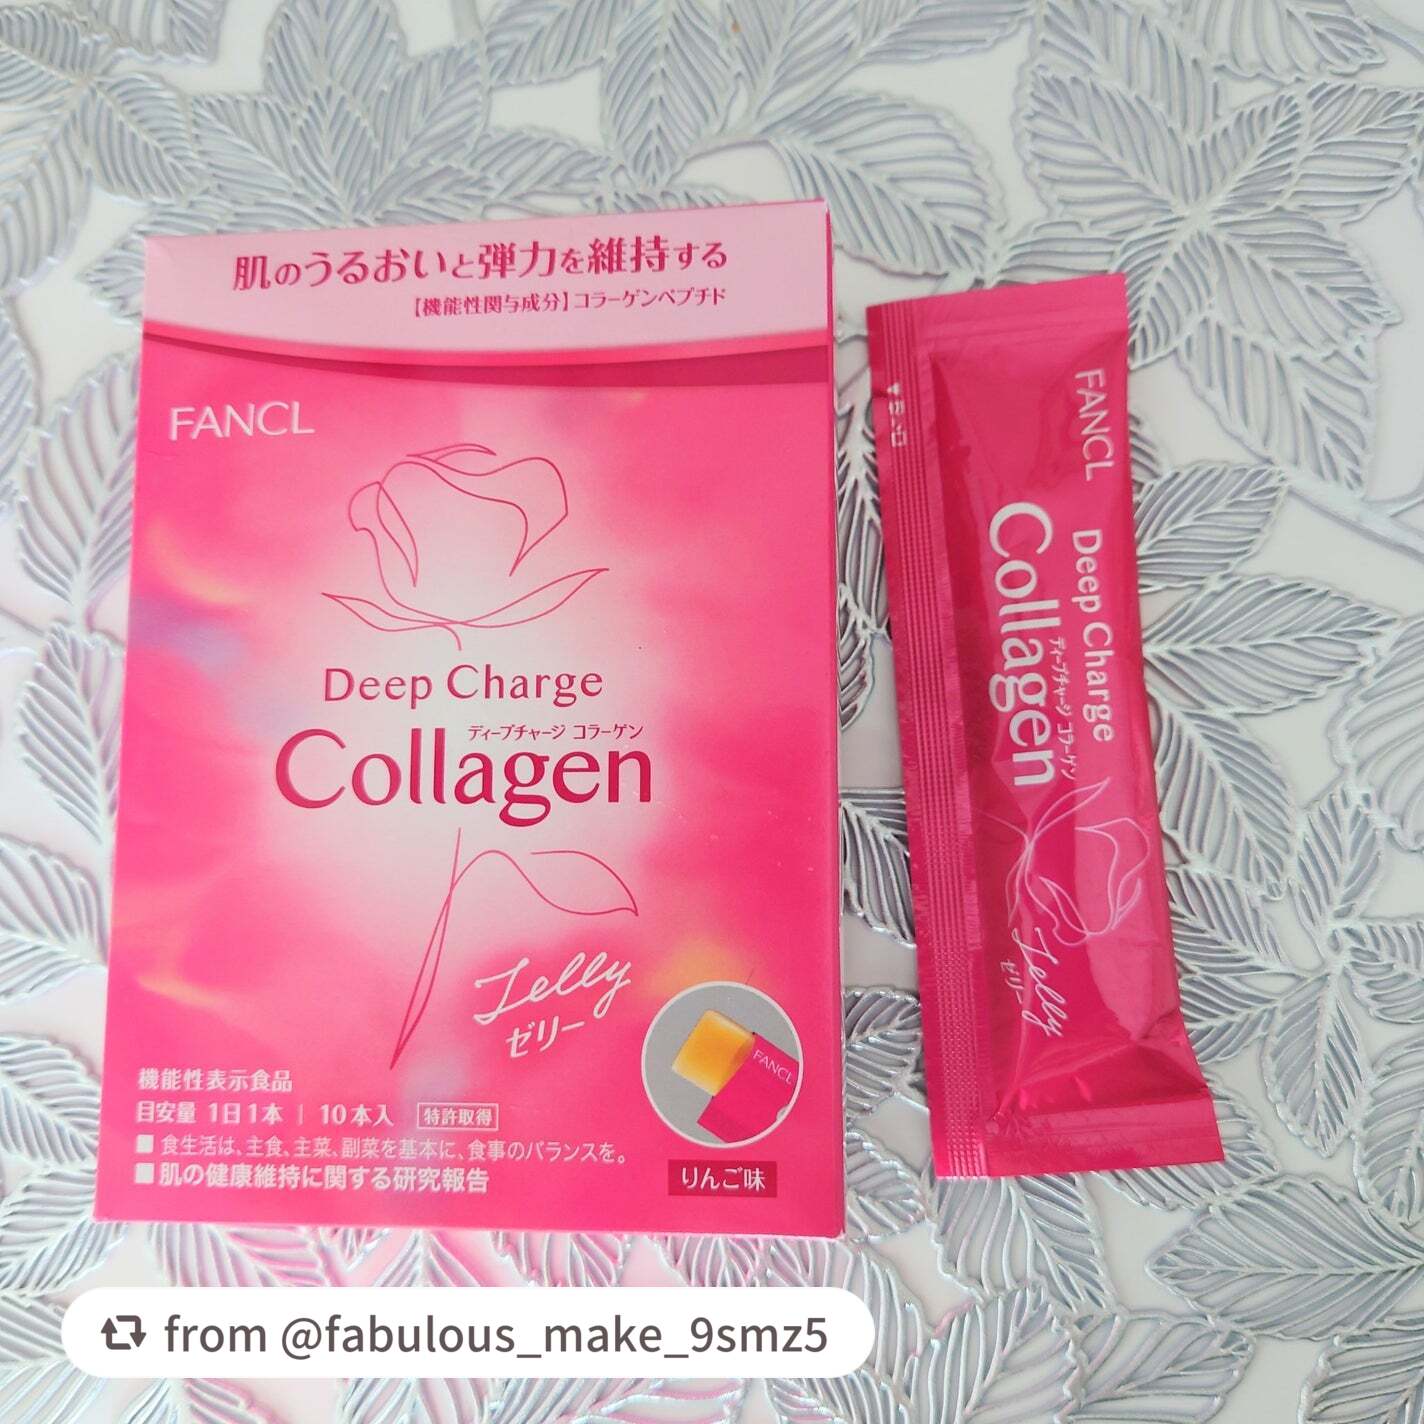 肌のうるおいと弾力を維持する
【機能性関与成分】コラーゲンペプチド
FANCL
Deep Charge
ディープチャージ コラーゲン
Collagen
Jelly
ゼリー
FANCL
りんご味
機能性表示食品
目安量 1日1本 | 10本入 特許取得
■ 食生活は、主食、主菜、副菜を基本に、食事のバランスを。
■ 肌の健康維持に関する研究報告
FANCL
Deep Charge
ディープチャージ コラーゲン
Collagen
Jelly
ゼリー
from @fabulous_make_9smz5